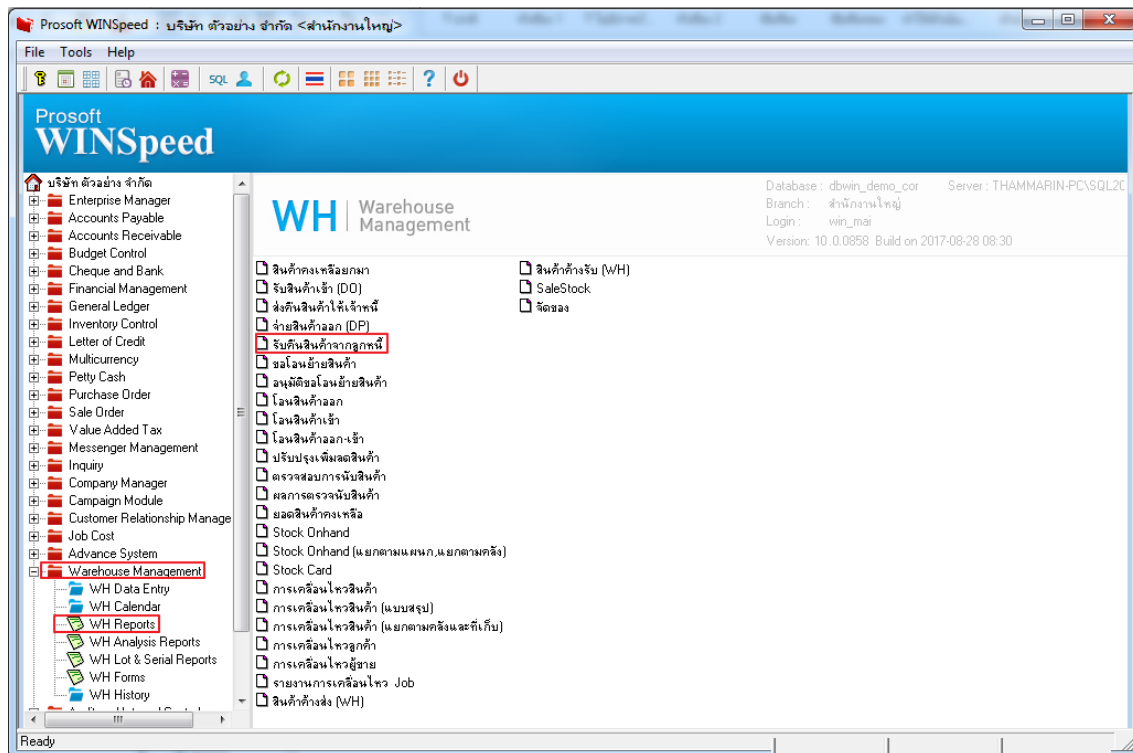 Prosoft WINSpeed : บริษัท ตัวอย่าง จำกัด <สำนักงานใหญ่>
File Tools Help
SQL
Prosoft
WINSpeed
บริษัท ตัวอย่าง จำกัด
Enterprise Manager
Accounts Payable
Accounts Receivable
Budget Control
Cheque and Bank
Financial Management
General Ledger
Inventory Control
Letter of Credit
Multicurrency
Petty Cash
Purchase Order
Sale Order
Value Added Tax
Messenger Management
Inquiry
Company Manager
Campaign Module
Customer Relationship Manage
Job Cost
Advance System
Warehouse Management
WH Data Entry
WH Calendar
WH Reports
WH Analysis Reports
WH Lot & Serial Reports
WH Forms
WH History
WH Warehouse
Management
Database : dbwin_demo_cor Server : THAMMARIN-PC\SQL20
Branch : สำนักงานใหญ่
Login : win_mai
Version: 10.0.0858 Build on 2017-08-28 08:30
สินค้าคงเหลือยกมา
รับสินค้าเข้า (DO)
ส่งคืนสินค้าให้เจ้าหนี้
จ่ายสินค้าออก (DP)
รับคืนสินค้าจากลูกหนี้
ขอโอนย้ายสินค้า
อนุมัติขอโอนย้ายสินค้า
โอนสินค้าออก
โอนสินค้าเข้า
โอนสินค้าออก-เข้า
ปรับปรุงเพิ่มลดสินค้า
ตรวจสอบการนับสินค้า
ผลการตรวจนับสินค้า
ยอดสินค้าคงเหลือ
Stock Onhand
Stock Onhand (แยกตามแผนก,แยกตามคลัง)
Stock Card
การเคลื่อนไหวสินค้า
การเคลื่อนไหวสินค้า (แบบสรุป)
การเคลื่อนไหวสินค้า (แยกตามคลังและที่เก็บ)
การเคลื่อนไหวลูกค้า
การเคลื่อนไหวผู้ขาย
รายงานการเคลื่อนไหว Job
สินค้าค้างส่ง (WH)
สินค้าค้างรับ (WH)
SaleStock
จัดของ
Ready